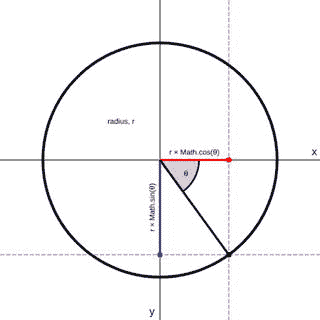 radius, r
r × Math.cos(θ)
x
θ
r × Math.sin(θ)
y